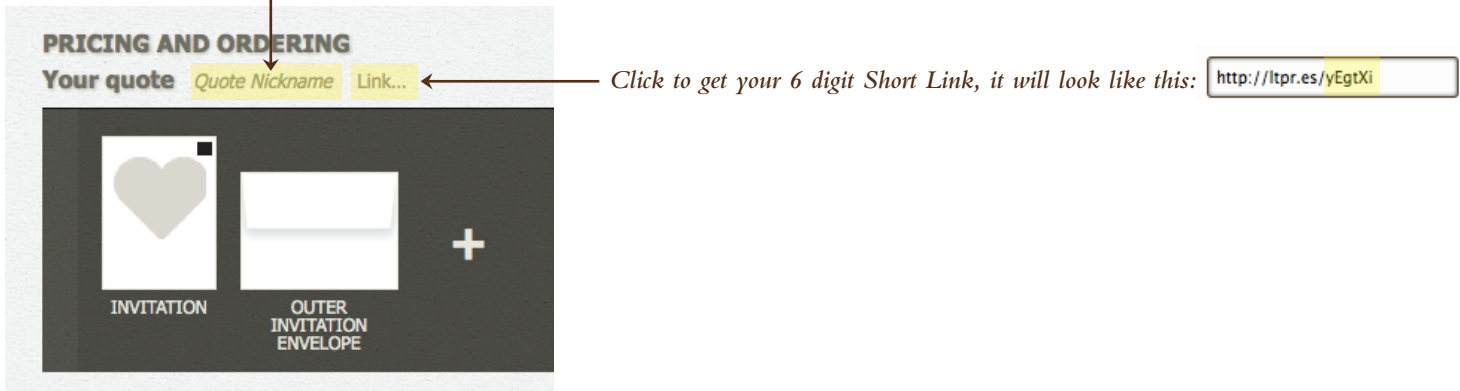 PRICING AND ORDERING
Your quote Quote Nickname Link...
Click to get your 6 digit Short Link, it will look like this: http://ltpr.es/yEgtXi
INVITATION
OUTER
INVITATION
ENVELOPE